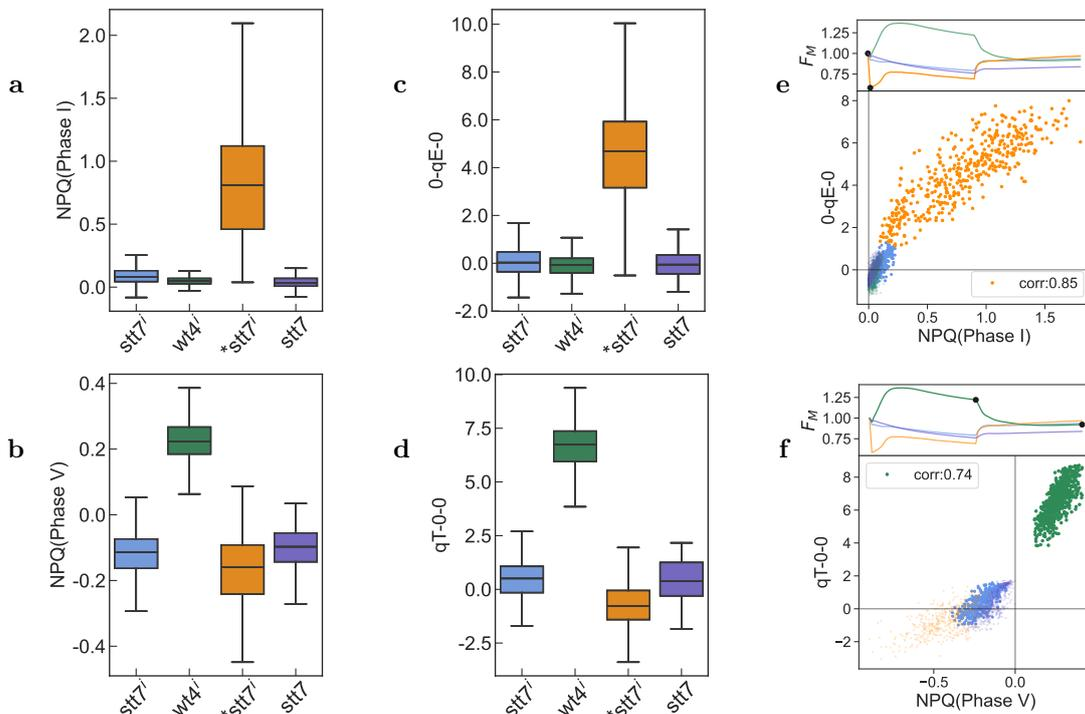 a
NPQ(Phase I)
2.0
1.5
1.0
0.5
0.0
stt7^i
wt4^i
*stt7^i
stt7
c
0-qE-0
10.0
8.0
6.0
4.0
2.0
0.0
-2.0
stt7^i
wt4^i
*stt7^i
stt7
e
F_M
1.25
1.00
0.75
0-qE-0
8
6
4
2
0
corr:0.85
0.0
0.5
1.0
1.5
NPQ(Phase I)
b
NPQ(Phase V)
0.4
0.2
0.0
-0.2
-0.4
stt7^i
wt4^i
*stt7^i
stt7
d
qT-0-0
10.0
7.5
5.0
2.5
0.0
-2.5
stt7^i
wt4^i
*stt7^i
stt7
f
F_M
1.25
1.00
0.75
qT-0-0
8
6
4
2
0
−2
corr:0.74
−0.5
0.0
NPQ(Phase V)